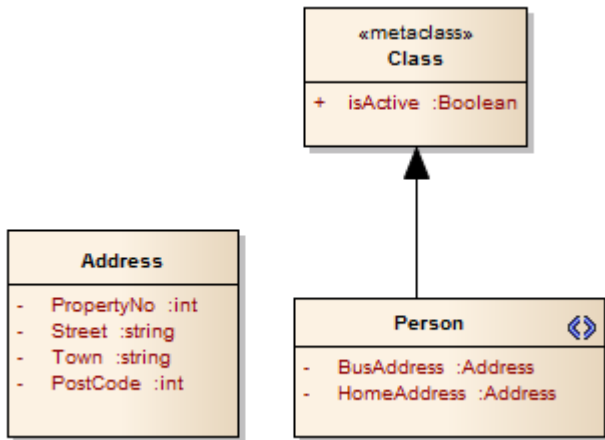 «metaclass»
Class
+ isActive :Boolean
Address
- PropertyNo :int
- Street :string
- Town :string
- PostCode :int
Person
- BusAddress :Address
- HomeAddress :Address